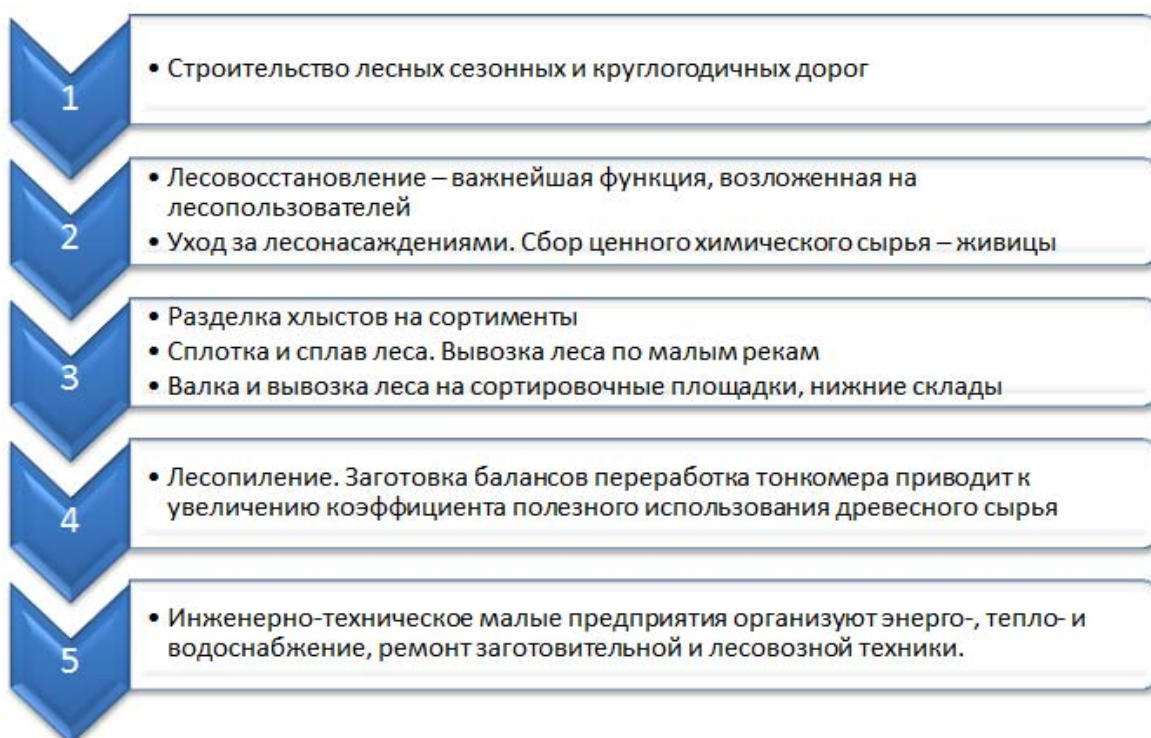 1
• Строительство лесных сезонных и круглогодичных дорог
2
• Лесовосстановление – важнейшая функция, возложенная на
лесопользователей
• Уход за лесонасаждениями. Сбор ценного химического сырья – живицы
3
• Разделка хлыстов на сортименты
• Сплотка и сплав леса. Вывозка леса по малым рекам
• Валка и вывозка леса на сортировочные площадки, нижние склады
4
• Лесопиление. Заготовка балансов переработка тонкомера приводит к
увеличению коэффициента полезного использования древесного сырья
5
• Инженерно-техническое малые предприятия организуют энерго-, тепло- и
водоснабжение, ремонт заготовительной и лесовозной техники.